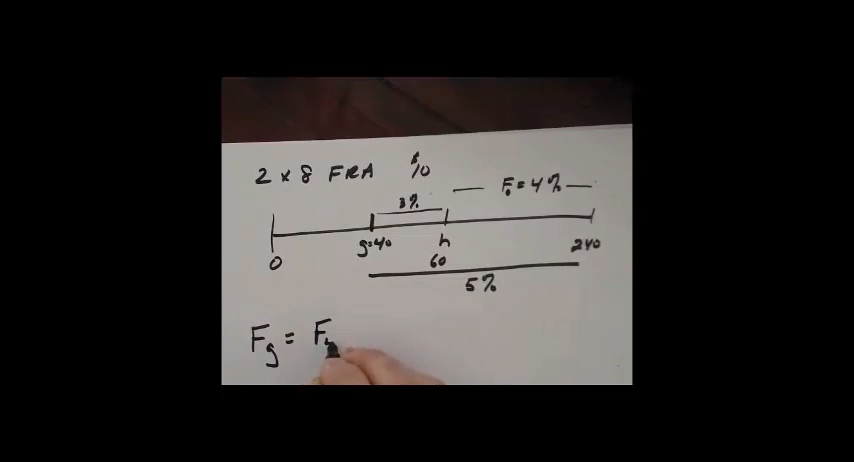 2 x 8 FRA $10
F₀ = 4%
3%
0 g=40 h 240
60
5%
Fg = F